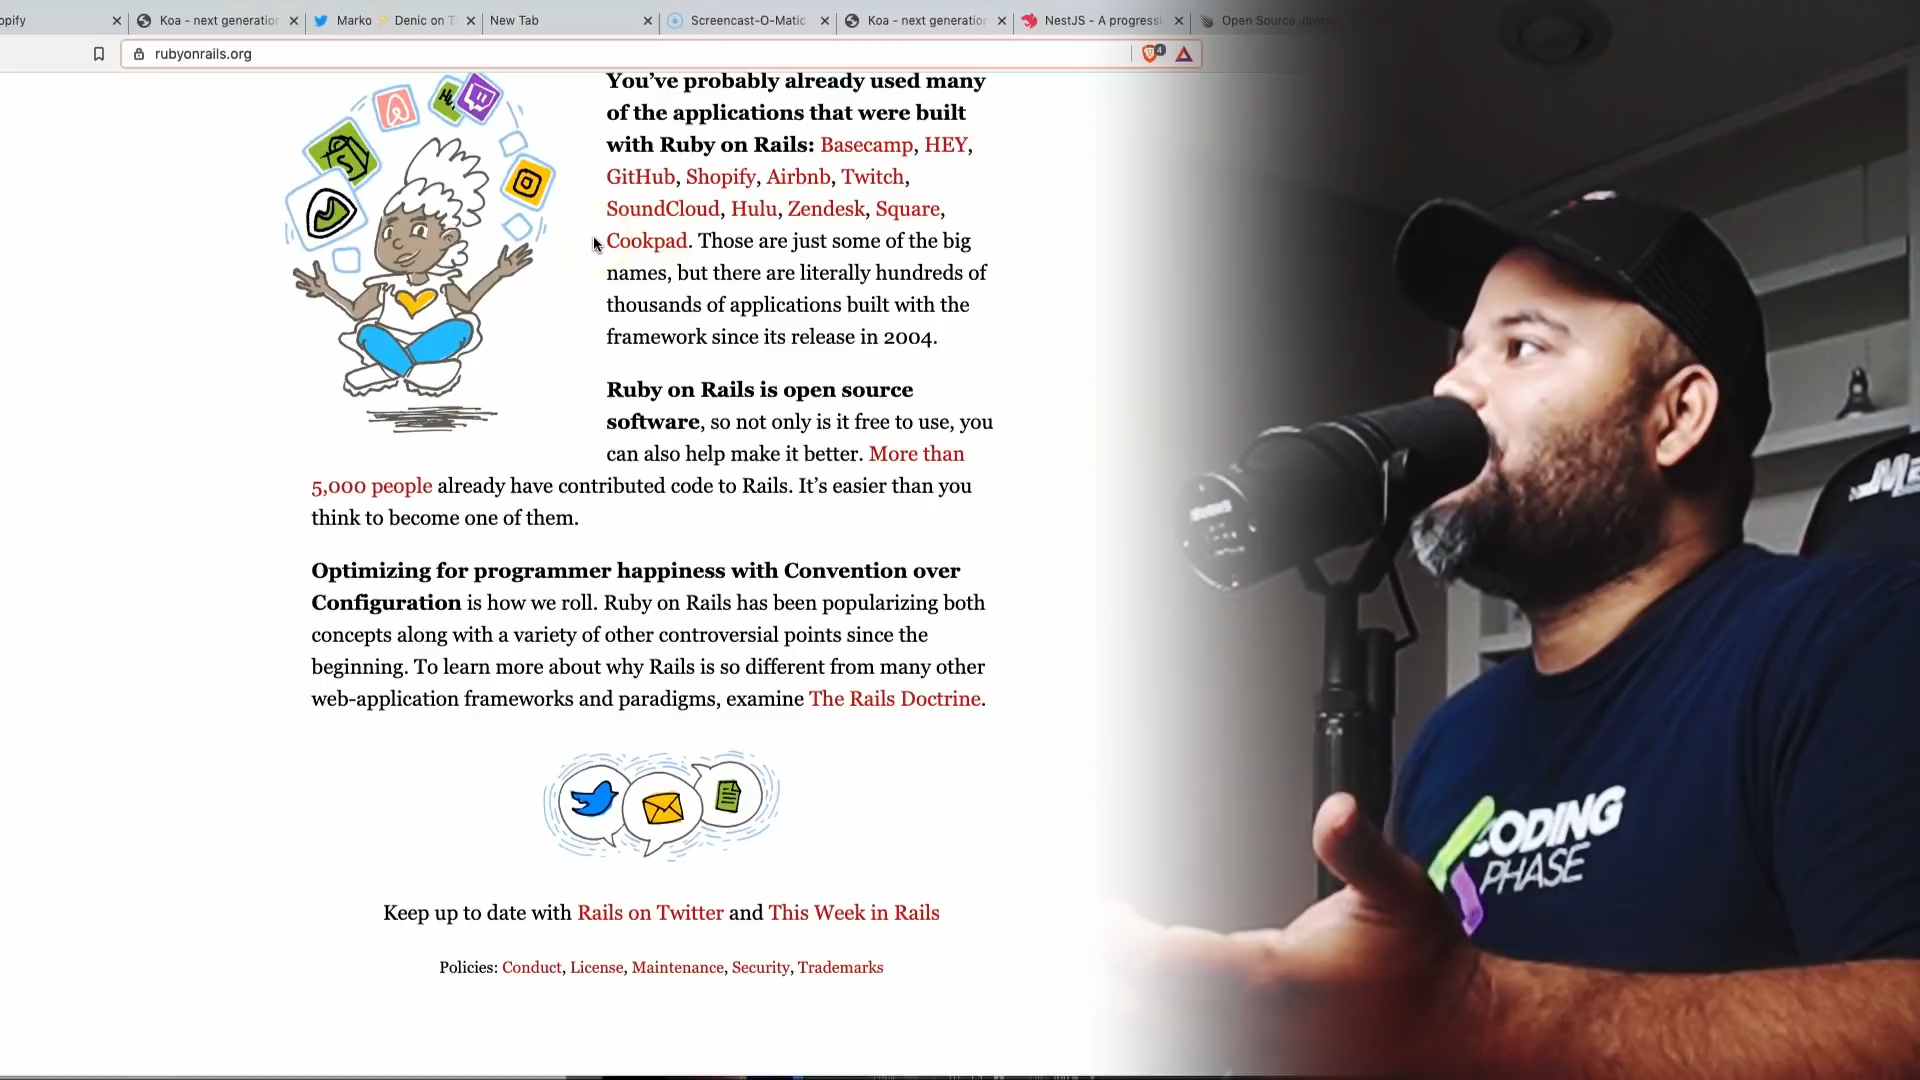 opify
Koa - next generation
Marko ⚡ Denic on T
New Tab
Screencast-O-Matic
Koa - next generation
NestJS - A progressi
Open Source
rubyonrails.org
4
You've probably already used many
of the applications that were built
with Ruby on Rails: Basecamp, HEY,
GitHub, Shopify, Airbnb, Twitch,
SoundCloud, Hulu, Zendesk, Square,
Cookpad. Those are just some of the big
names, but there are literally hundreds of
thousands of applications built with the
framework since its release in 2004.
Ruby on Rails is open source
software, so not only is it free to use, you
can also help make it better. More than
5,000 people already have contributed code to Rails. It's easier than you
think to become one of them.
Optimizing for programmer happiness with Convention over
Configuration is how we roll. Ruby on Rails has been popularizing both
concepts along with a variety of other controversial points since the
beginning. To learn more about why Rails is so different from many other
web-application frameworks and paradigms, examine The Rails Doctrine.
Keep up to date with Rails on Twitter and This Week in Rails
Policies: Conduct, License, Maintenance, Security, Trademarks
CODING
PHASE